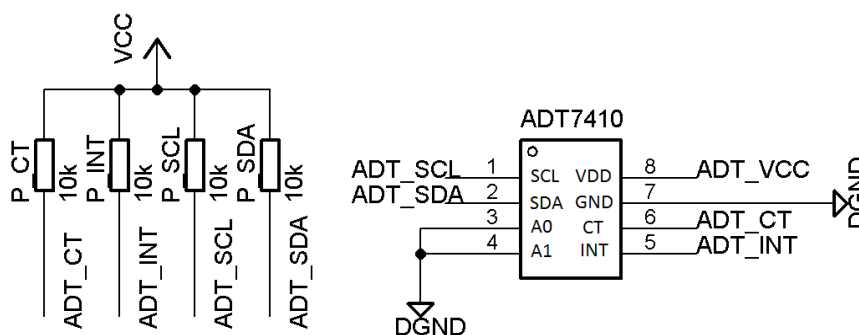 VCC
P_CT
10k
P_INT
10k
P_SCL
10k
P_SDA
10k
ADT_CT
ADT_INT
ADT_SCL
ADT_SDA
ADT7410
ADT_SCL 1 SCL VDD 8 ADT_VCC
ADT_SDA 2 SDA GND 7 DGND
3 A0 CT 6 ADT_CT
4 A1 INT 5 ADT_INT
DGND